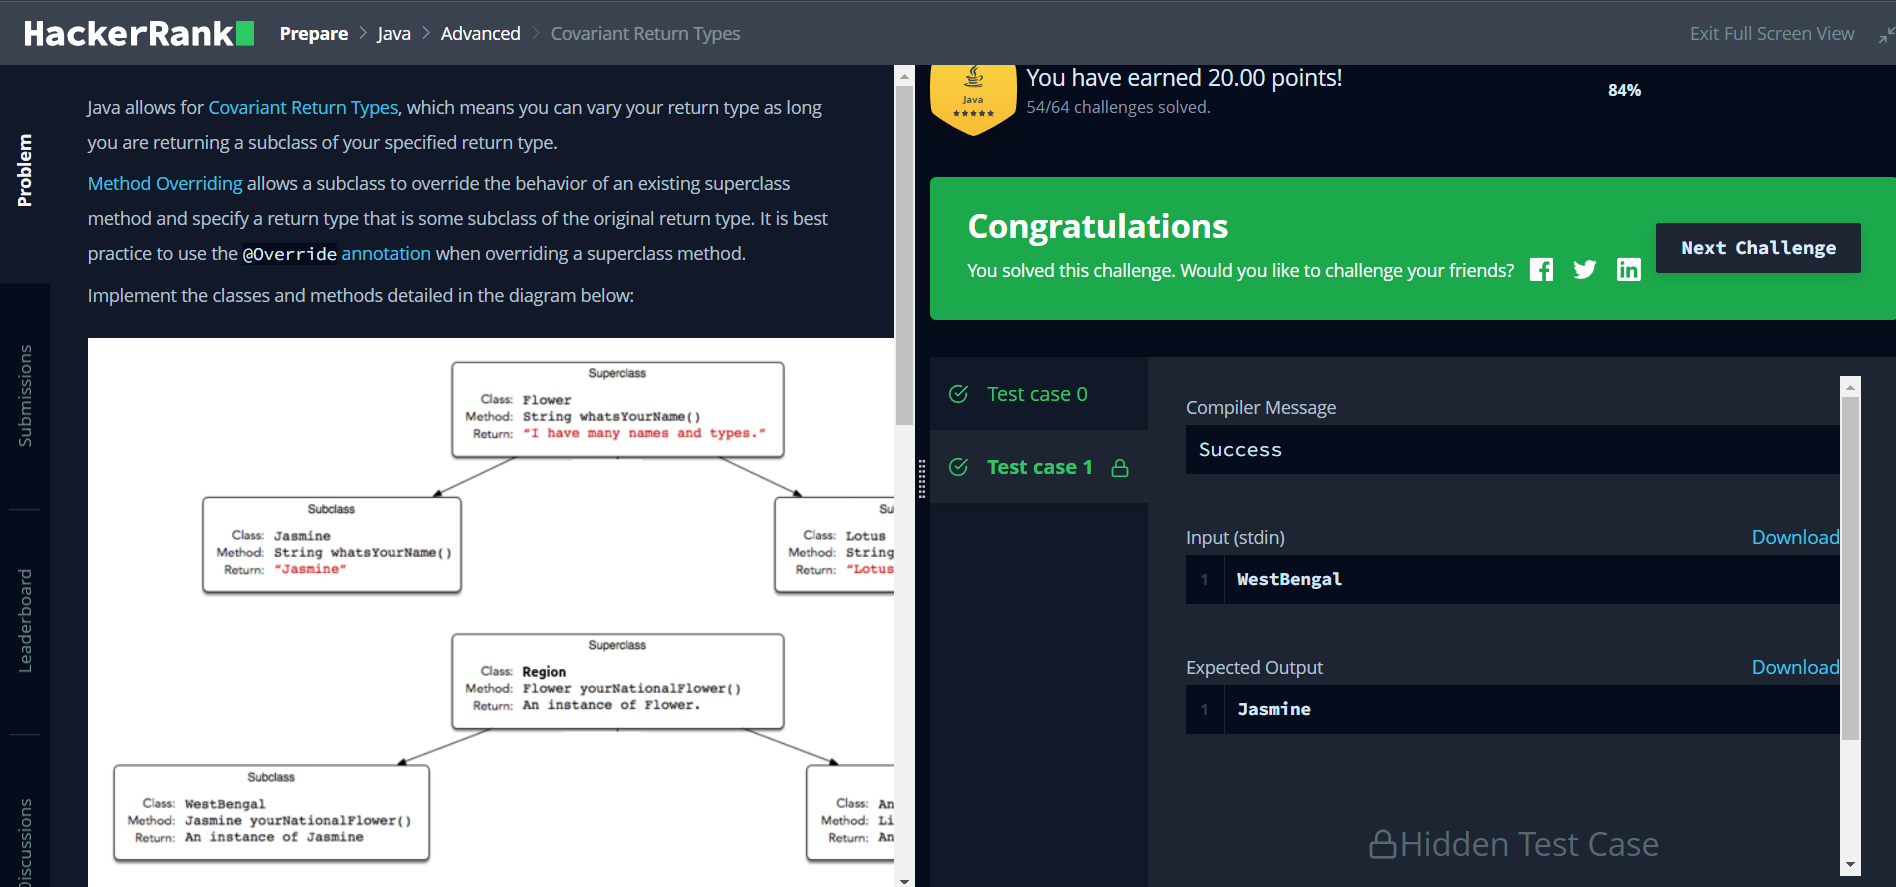 HackerRank
Prepare > Java > Advanced > Covariant Return Types
Exit Full Screen View
Problem
Submissions
Leaderboard
Discussions
Java allows for Covariant Return Types, which means you can vary your return type as long
you are returning a subclass of your specified return type.
Method Overriding allows a subclass to override the behavior of an existing superclass
method and specify a return type that is some subclass of the original return type. It is best
practice to use the @Override annotation when overriding a superclass method.
Implement the classes and methods detailed in the diagram below:
Superclass
Class: Flower
Method: String whatsYourName()
Return: "I have many names and types."
Subclass
Class: Jasmine
Method: String whatsYourName()
Return: "Jasmine"
Su
Class: Lotus
Method: String
Return: "Lotus
Superclass
Class: Region
Method: Flower yourNationalFlower()
Return: An instance of Flower.
Subclass
Class: WestBengal
Method: Jasmine yourNationalFlower()
Return: An instance of Jasmine
Class: An
Method: Li
Return: An
Java
You have earned 20.00 points!
54/64 challenges solved.
84%
Congratulations
You solved this challenge. Would you like to challenge your friends?
Next Challenge
Test case 0
Test case 1
Compiler Message
Success
Input (stdin)
Download
1 WestBengal
Expected Output
Download
1 Jasmine
Hidden Test Case